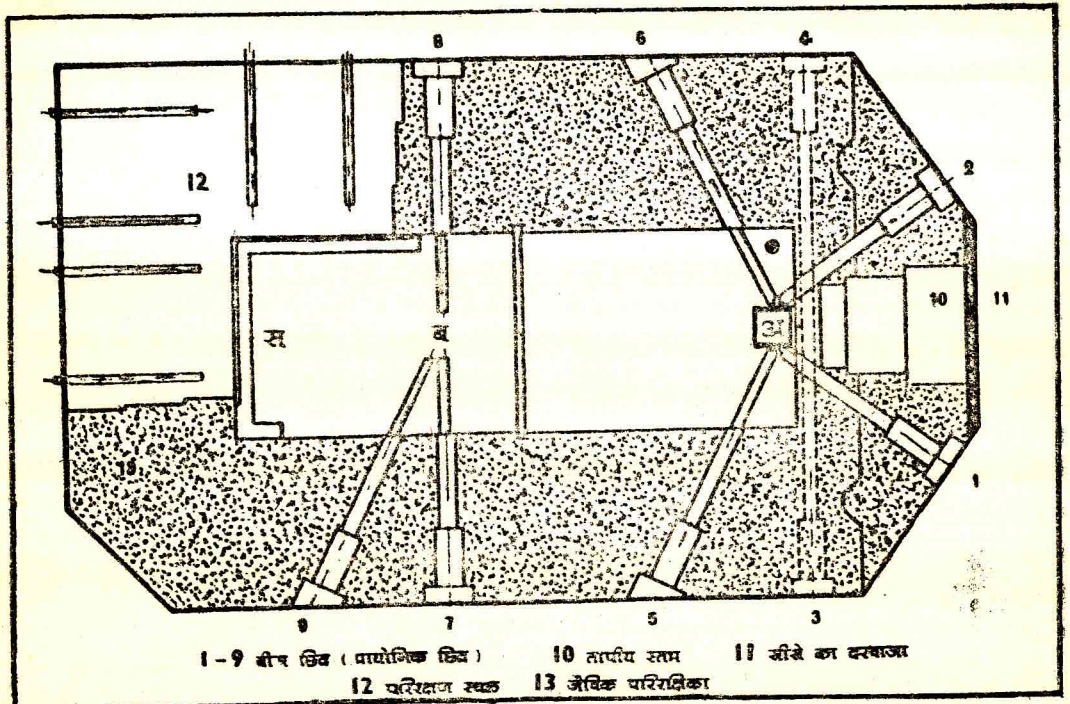 8 6 4
2
12
स ब अ 10 11
13
1
9 7 5 3
1-9 बीम छिद्र ( प्रायोगिक छिद्र ) 10 तापीय स्तंभ 11 सीसे का दरवाजा
12 परिरक्षण स्थल 13 जैविक परिरक्षिका